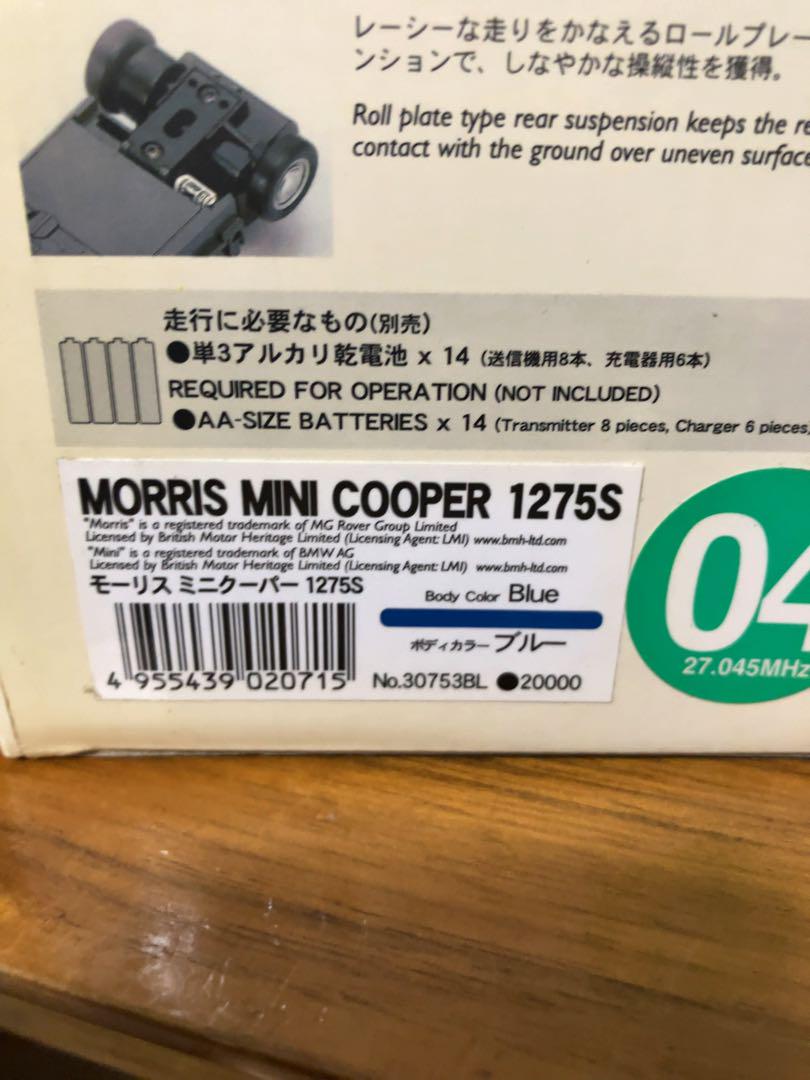 レーシーな走りをかなえるロールプレー
ンションで、しなやかな操縦性を獲得。
Roll plate type rear suspension keeps the re
contact with the ground over uneven surface
走行に必要なもの(別売)
●単3アルカリ乾電池 x 14 (送信機用8本、充電器用6本)
REQUIRED FOR OPERATION (NOT INCLUDED)
●AA-SIZE BATTERIES x 14 (Transmitter 8 pieces, Charger 6 pieces,
MORRIS MINI COOPER 1275S
"Morris" is a registered trademark of MG Rover Group Limited
Licensed by British Motor Heritage Limited (Licensing Agent: LMI) www.bmh-ltd.com
"Mini" is a registered trademark of BMW AG
Licensed by British Motor Heritage Limited (Licensing Agent: LMI) www.bmh-ltd.com
モーリス ミニクーパー 1275S
Body Color Blue
ボディカラー ブルー
4 955439 020715
No.30753BL ●20000
04
27.045MHz